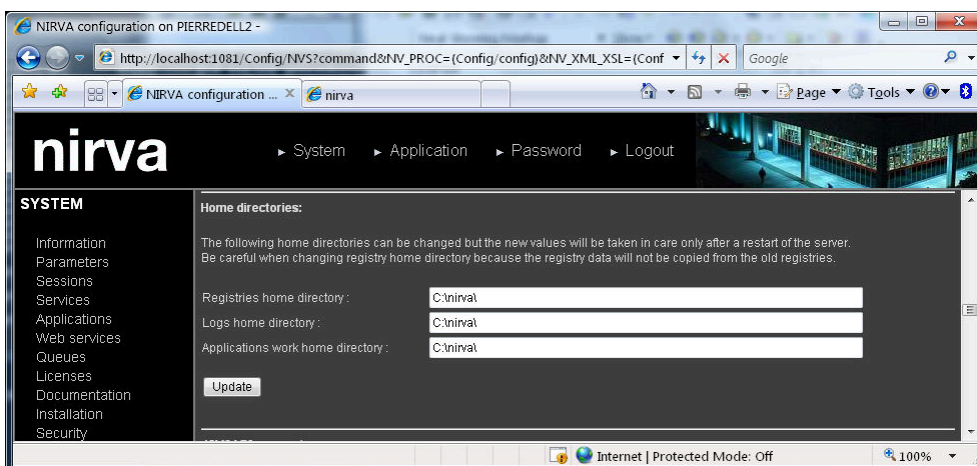 NIRVA configuration on PIERREDELL2 -
http://localhost:1081/Config/NVS?command&NV_PROC={Config/config}&NV_XML_XSL={Conf
Google
NIRVA configuration ...
nirva
Page
Tools
nirva
System
Application
Password
Logout
SYSTEM
Information
Parameters
Sessions
Services
Applications
Web services
Queues
Licenses
Documentation
Installation
Security
Home directories:
The following home directories can be changed but the new values will be taken in care only after a restart of the server.
Be careful when changing registry home directory because the registry data will not be copied from the old registries.
Registries home directory : C:\nirva\
Logs home directory : C:\nirva\
Applications work home directory : C:\nirva\
Update
Internet | Protected Mode: Off
100%